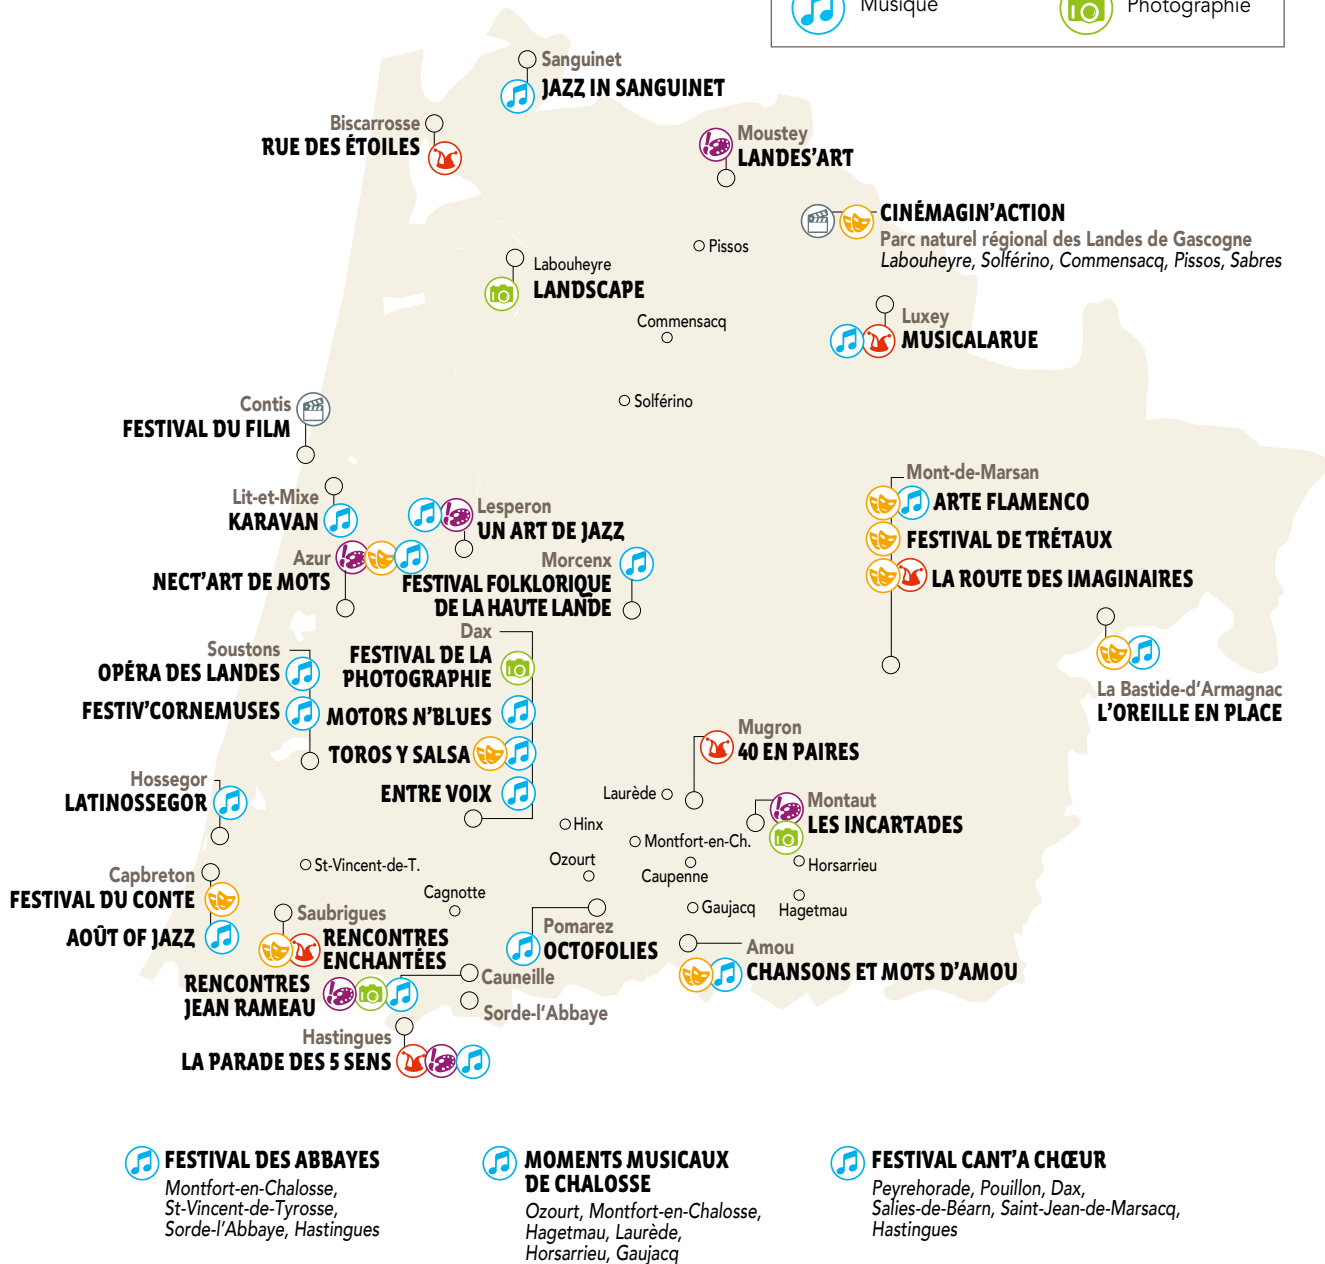 Musique
Photographie
Sanguinet
JAZZ IN SANGUINET
Biscarrosse
RUE DES ÉTOILES
Moustey
LANDES'ART
CINÉMAGIN'ACTION
Parc naturel régional des Landes de Gascogne
Labouheyre, Solférino, Commensacq, Pissos, Sabres
Pissos
Labouheyre
LANDSCAPE
Commensacq
Luxey
MUSICALARUE
Solférino
Contis
FESTIVAL DU FILM
Mont-de-Marsan
ARTE FLAMENCO
FESTIVAL DE TRÉTAUX
LA ROUTE DES IMAGINAIRES
Lit-et-Mixe
KARAVAN
Lesperon
UN ART DE JAZZ
Azur
NECT'ART DE MOTS
Morcenx
FESTIVAL FOLKLORIQUE
DE LA HAUTE LANDE
Dax
FESTIVAL DE LA
PHOTOGRAPHIE
MOTORS N'BLUES
TOROS Y SALSA
ENTRE VOIX
Soustons
OPÉRA DES LANDES
FESTIV'CORNEMUSES
La Bastide-d'Armagnac
L'OREILLE EN PLACE
Mugron
40 EN PAIRES
Hossegor
LATINOSSEGOR
Laurède
Montaut
LES INCARTADES
Hinx
Montfort-en-Ch.
St-Vincent-de-T.
Ozourt
Caupenne
Horsarrieu
Capbreton
FESTIVAL DU CONTE
AOÛT OF JAZZ
Cagnotte
Gaujacq
Hagetmau
Saubrigues
RENCONTRES
ENCHANTÉES
Pomarez
OCTOFOLIES
Amou
CHANSONS ET MOTS D'AMOU
RENCONTRES
JEAN RAMEAU
Cauneille
Sorde-l'Abbaye
Hastingues
LA PARADE DES 5 SENS
FESTIVAL DES ABBAYES
Montfort-en-Chalosse,
St-Vincent-de-Tyrosse,
Sorde-l'Abbaye, Hastingues
MOMENTS MUSICAUX
DE CHALOSSE
Ozourt, Montfort-en-Chalosse,
Hagetmau, Laurède,
Horsarrieu, Gaujacq
FESTIVAL CANT'A CHŒUR
Peyrehorade, Pouillon, Dax,
Salies-de-Béarn, Saint-Jean-de-Marsacq,
Hastingues